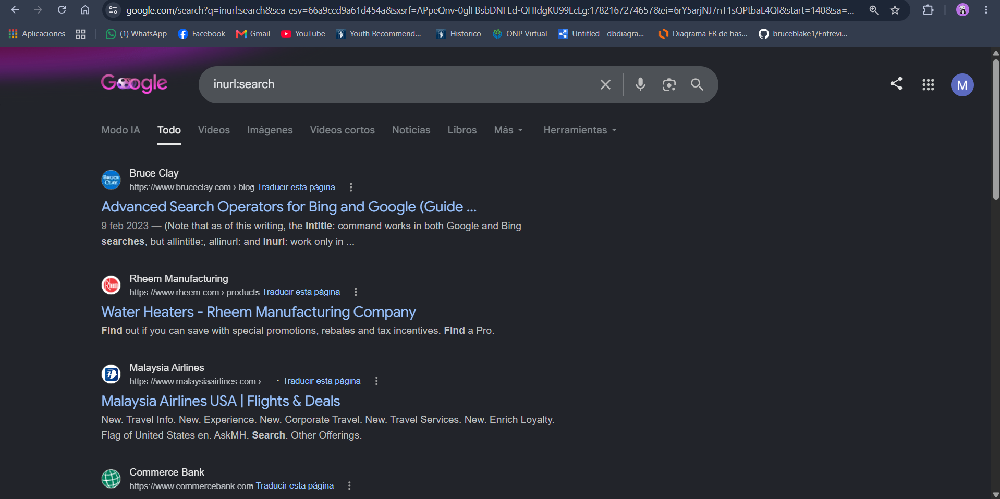 google.com/search?q=inurl:search&sca_esv=66a9ccd9a61d454a&sxsrf=APpeQnv-0glFBsbDNFEd-QHIdgKU99EcLg:1782167274657&ei=6rY5arjNJ7nT1sQPtbaL4QI&start=140&sa=...
Aplicaciones (1) WhatsApp Facebook Gmail YouTube Youth Recommend... Historico ONP Virtual Untitled - dbdiagra... Diagrama ER de bas... bruceblake1/Entrevi...
Google inurl:search M
Modo IA Todo Videos Imágenes Videos cortos Noticias Libros Más Herramientas
Bruce Clay
https://www.bruceclay.com › blog Traducir esta página
Advanced Search Operators for Bing and Google (Guide ...
9 feb 2023 — (Note that as of this writing, the intitle: command works in both Google and Bing
searches, but allintitle:, allinurl: and inurl: work only in ...
Rheem Manufacturing
https://www.rheem.com › products Traducir esta página
Water Heaters - Rheem Manufacturing Company
Find out if you can save with special promotions, rebates and tax incentives. Find a Pro.
Malaysia Airlines
https://www.malaysiaairlines.com › ... · Traducir esta página
Malaysia Airlines USA | Flights & Deals
New. Travel Info. New. Experience. New. Corporate Travel. New. Travel Services. New. Enrich Loyalty.
Flag of United States en. AskMH. Search. Other Offerings.
Commerce Bank
https://www.commercebank.com Traducir esta página